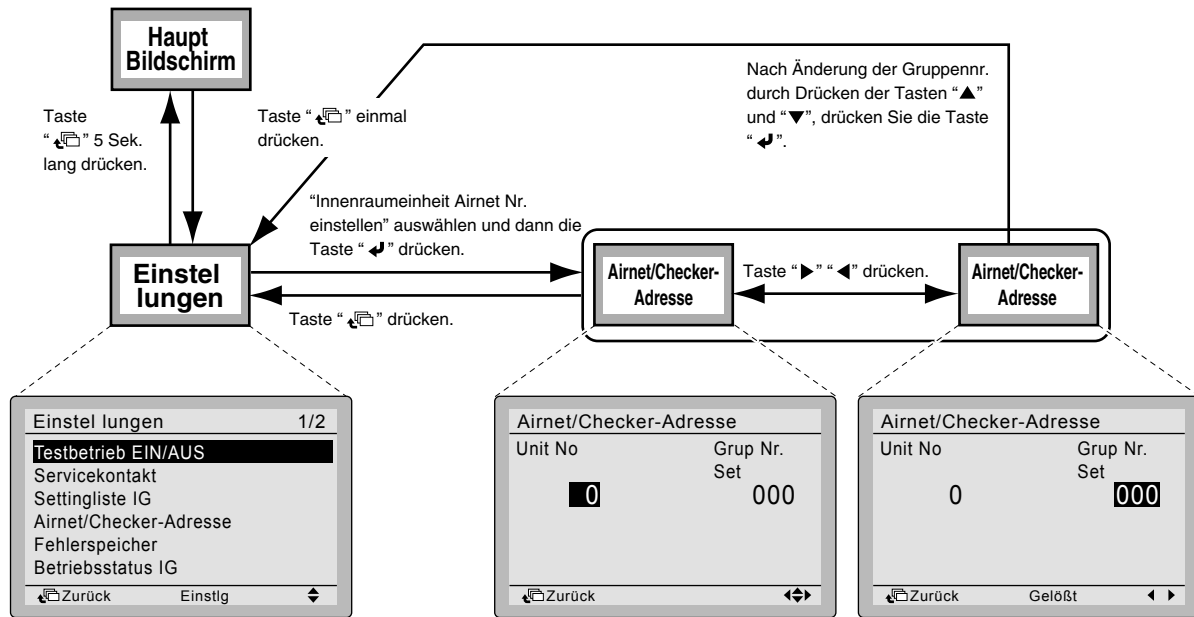 Haupt
Bildschirm
Taste
“ ” 5 Sek.
lang drücken.
Taste “ ” einmal
drücken.
Nach Änderung der Gruppennr.
durch Drücken der Tasten “▲”
und “▼”, drücken Sie die Taste
“ ↵ ”.
“Innenraumeinheit Airnet Nr.
einstellen” auswählen und dann die
Taste “ ↵ ” drücken.
Einstel
lungen
Taste “ ” drücken.
Airnet/Checker-
Adresse
Taste “▶” “◀” drücken.
Airnet/Checker-
Adresse
Einstel lungen 1/2
Testbetrieb EIN/AUS
Servicekontakt
Settingliste IG
Airnet/Checker-Adresse
Fehlerspeicher
Betriebsstatus IG
Zurück Einstlg
Airnet/Checker-Adresse
Unit No Grup Nr.
Set
0 000
Zurück
Airnet/Checker-Adresse
Unit No Grup Nr.
Set
0 000
Zurück Gelößt